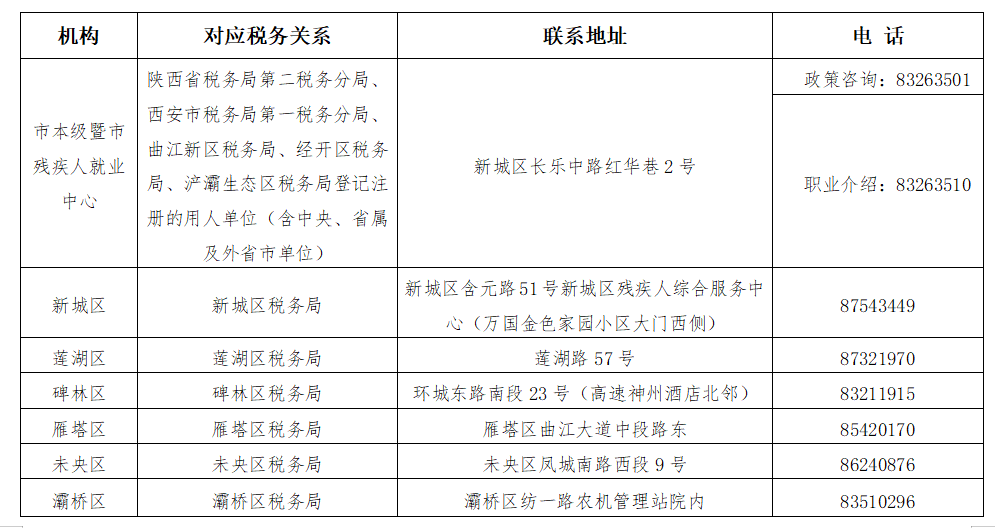 机构 对应税务关系 联系地址 电 话
市本级暨市
残疾人就业
中心
陕西省税务局第二税务分局、
西安市税务局第一税务分局、
曲江新区税务局、经开区税务
局、浐灞生态区税务局登记注
册的用人单位（含中央、省属
及外省市单位）
新城区长乐中路红华巷 2 号
政策咨询：83263501
职业介绍：83263510
新城区 新城区税务局
新城区含元路 51 号新城区残疾人综合服务中
心（万国金色家园小区大门西侧）
87543449
莲湖区 莲湖区税务局 莲湖路 57 号 87321970
碑林区 碑林区税务局 环城东路南段 23 号（高速神州酒店北邻） 83211915
雁塔区 雁塔区税务局 雁塔区曲江大道中段路东 85420170
未央区 未央区税务局 未央区凤城南路西段 9 号 86240876
灞桥区 灞桥区税务局 灞桥区纺一路农机管理站院内 83510296